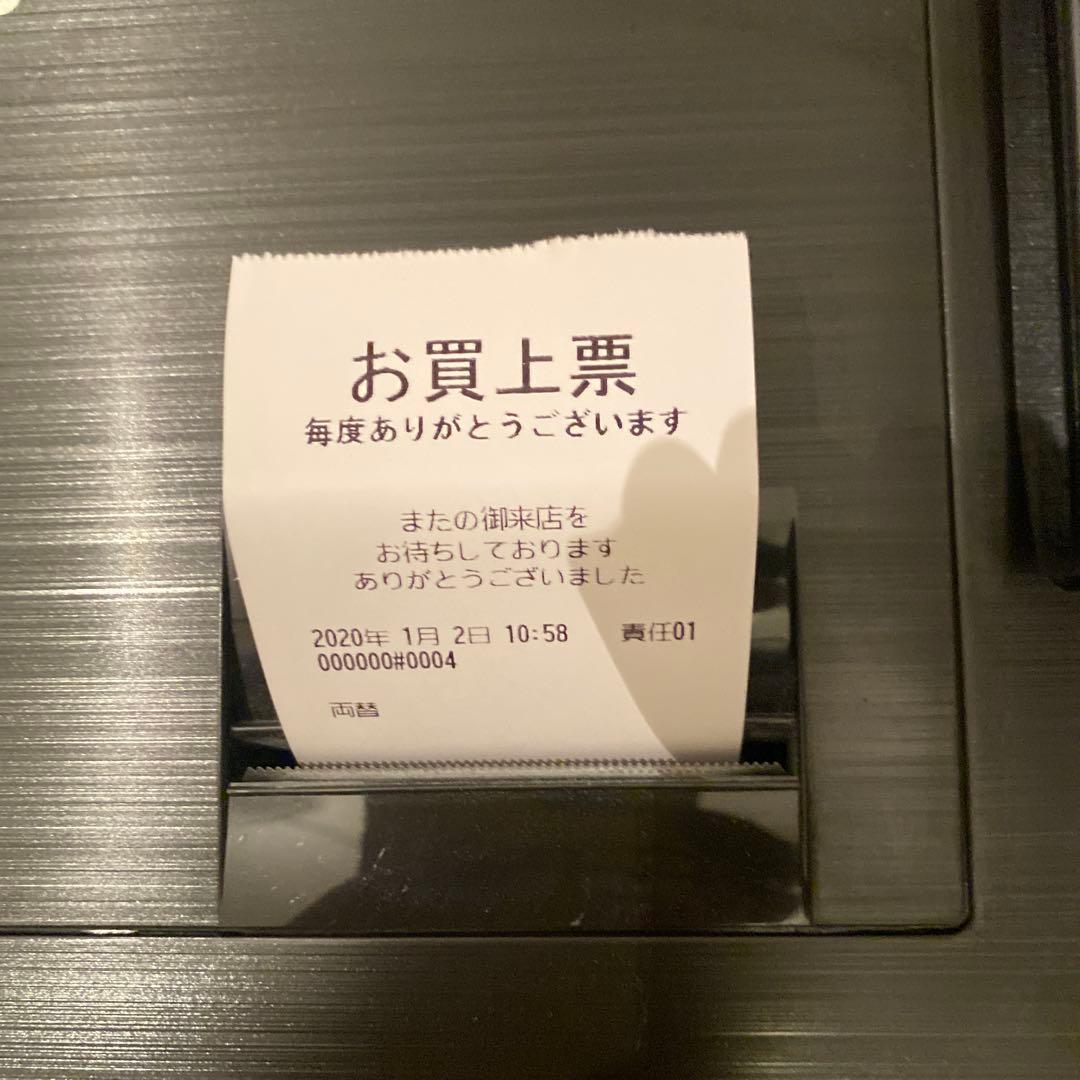 お買上票
毎度ありがとうございます
またの御来店を
お待ちしております
ありがとうございました
2020年 1月 2日 10:58 責任01
000000#0004
両替